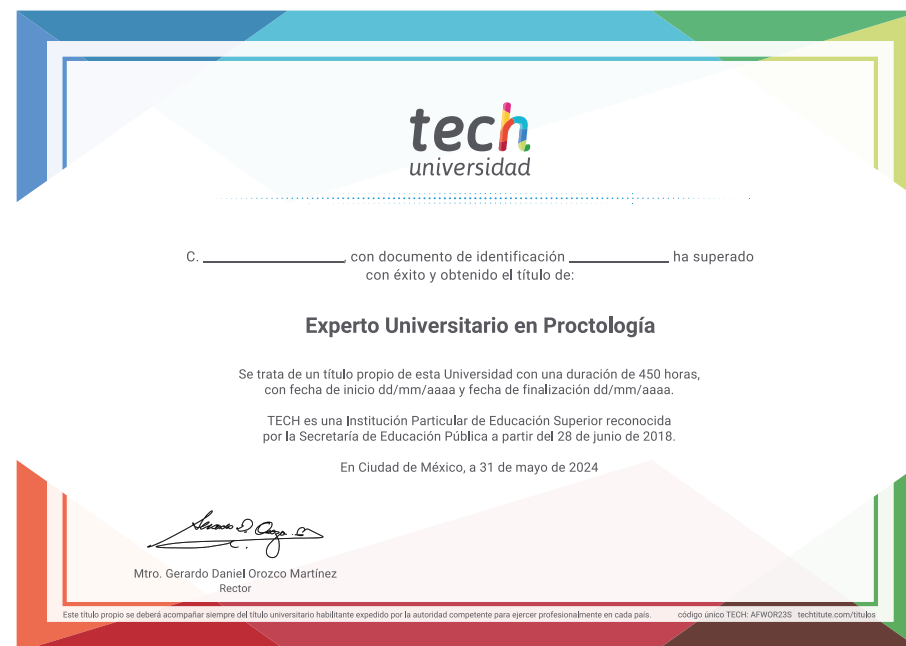 tech
universidad
C. ____________, con documento de identificación ____________ ha superado
con éxito y obtenido el título de:
Experto Universitario en Proctología
Se trata de un título propio de esta Universidad con una duración de 450 horas,
con fecha de inicio dd/mm/aaaa y fecha de finalización dd/mm/aaaa.
TECH es una Institución Particular de Educación Superior reconocida
por la Secretaría de Educación Pública a partir del 28 de junio de 2018.
En Ciudad de México, a 31 de mayo de 2024
Mtro. Gerardo Daniel Orozco Martínez
Rector
Este título propio se deberá acompañar siempre del título universitario habilitante expedido por la autoridad competente para ejercer profesionalmente en cada país. código único TECH: AFWOR23S techtitute.com/titulos